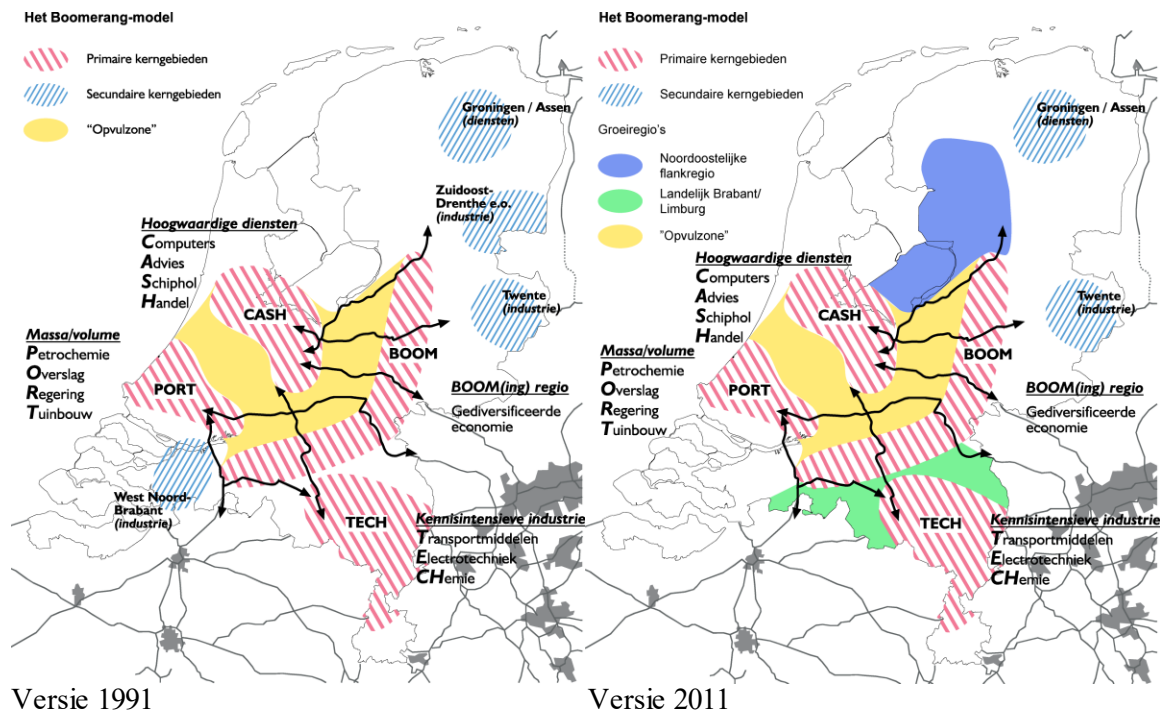 Het Boomerang-model
Primaire kerngebieden
Secundaire kerngebieden
“Opvulzone”
Groningen / Assen
(diensten)
Zuidoost-
Drenthe e.o.
(industrie)
Hoogwaardige diensten
Computers
Advies
Schiphol
Handel
CASH
Twente
(industrie)
Massa/volume
Petrochemie
Overslag
Regering
Tuinbouw
BOOM
PORT
BOOM(ing) regio
Gediversificeerde
economie
West Noord-
Brabant
(industrie)
TECH
Kennisintensieve industrie
Transportmiddelen
Electrotechniek
CHemie
Versie 1991
Het Boomerang-model
Primaire kerngebieden
Secundaire kerngebieden
Groeiregio's
Noordoostelijke
flankregio
Landelijk Brabant/
Limburg
"Opvulzone"
Groningen / Assen
(diensten)
Hoogwaardige diensten
Computers
Advies
Schiphol
Handel
CASH
Twente
(industrie)
Massa/volume
Petrochemie
Overslag
Regering
Tuinbouw
BOOM
PORT
BOOM(ing) regio
Gediversificeerde
economie
TECH
Kennisintensieve industrie
Transportmiddelen
Electrotechniek
CHemie
Versie 2011